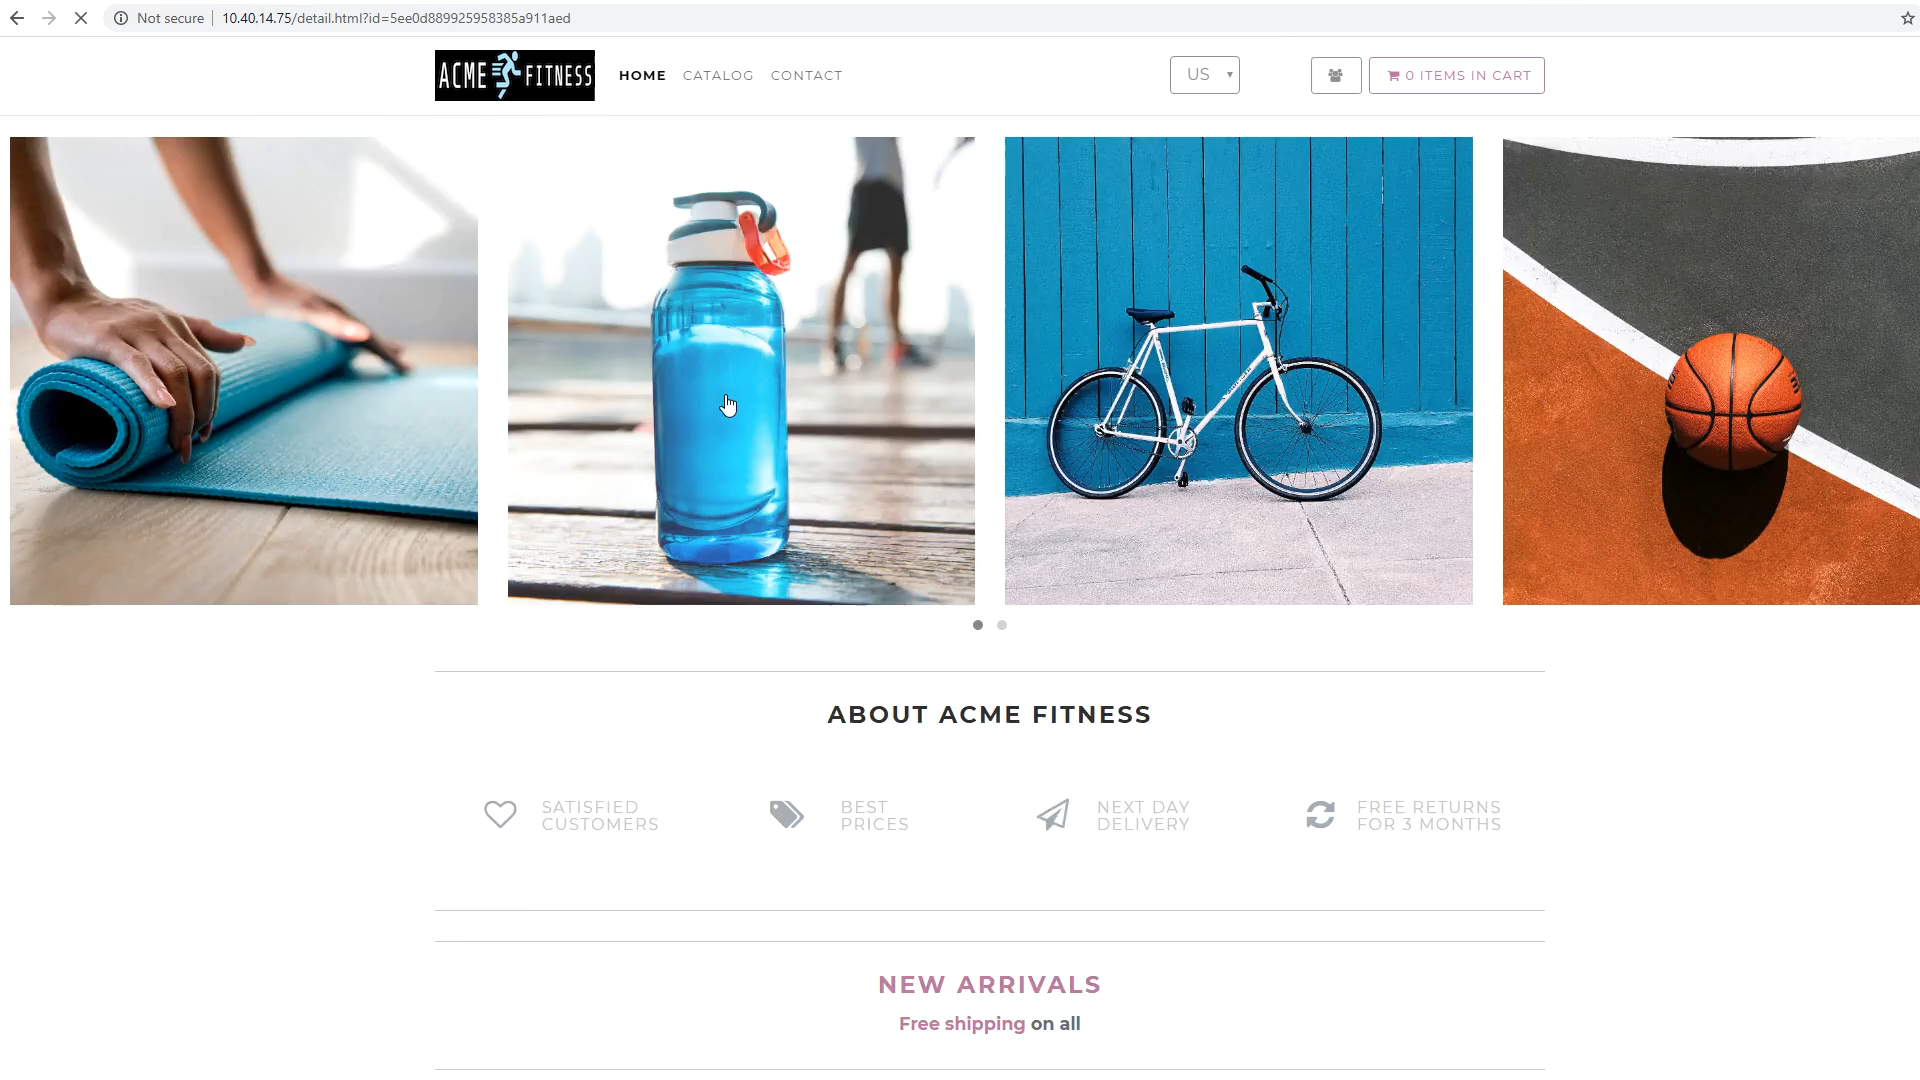 Not secure
10.40.14.75/detail.html?id=5ee0d889925958385a911aed
ACME FITNESS
HOME
CATALOG
CONTACT
US
0 ITEMS IN CART
ABOUT ACME FITNESS
SATISFIED
CUSTOMERS
BEST
PRICES
NEXT DAY
DELIVERY
FREE RETURNS
FOR 3 MONTHS
NEW ARRIVALS
Free shipping on all